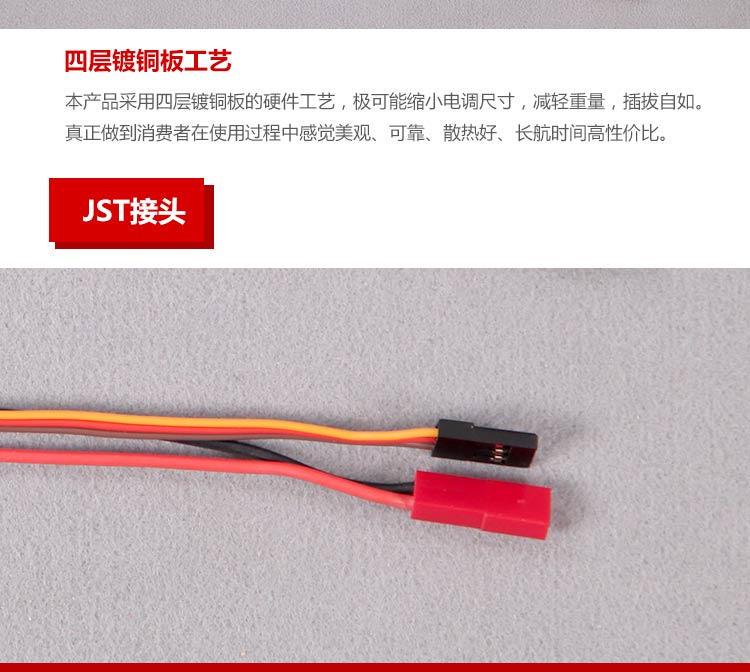 四层镀铜板工艺
本产品采用四层镀铜板的硬件工艺，极可能缩小电调尺寸，减轻重量，插拔自如。
真正做到消费者在使用过程中感觉美观、可靠、散热好、长航时间高性价比。
JST接头